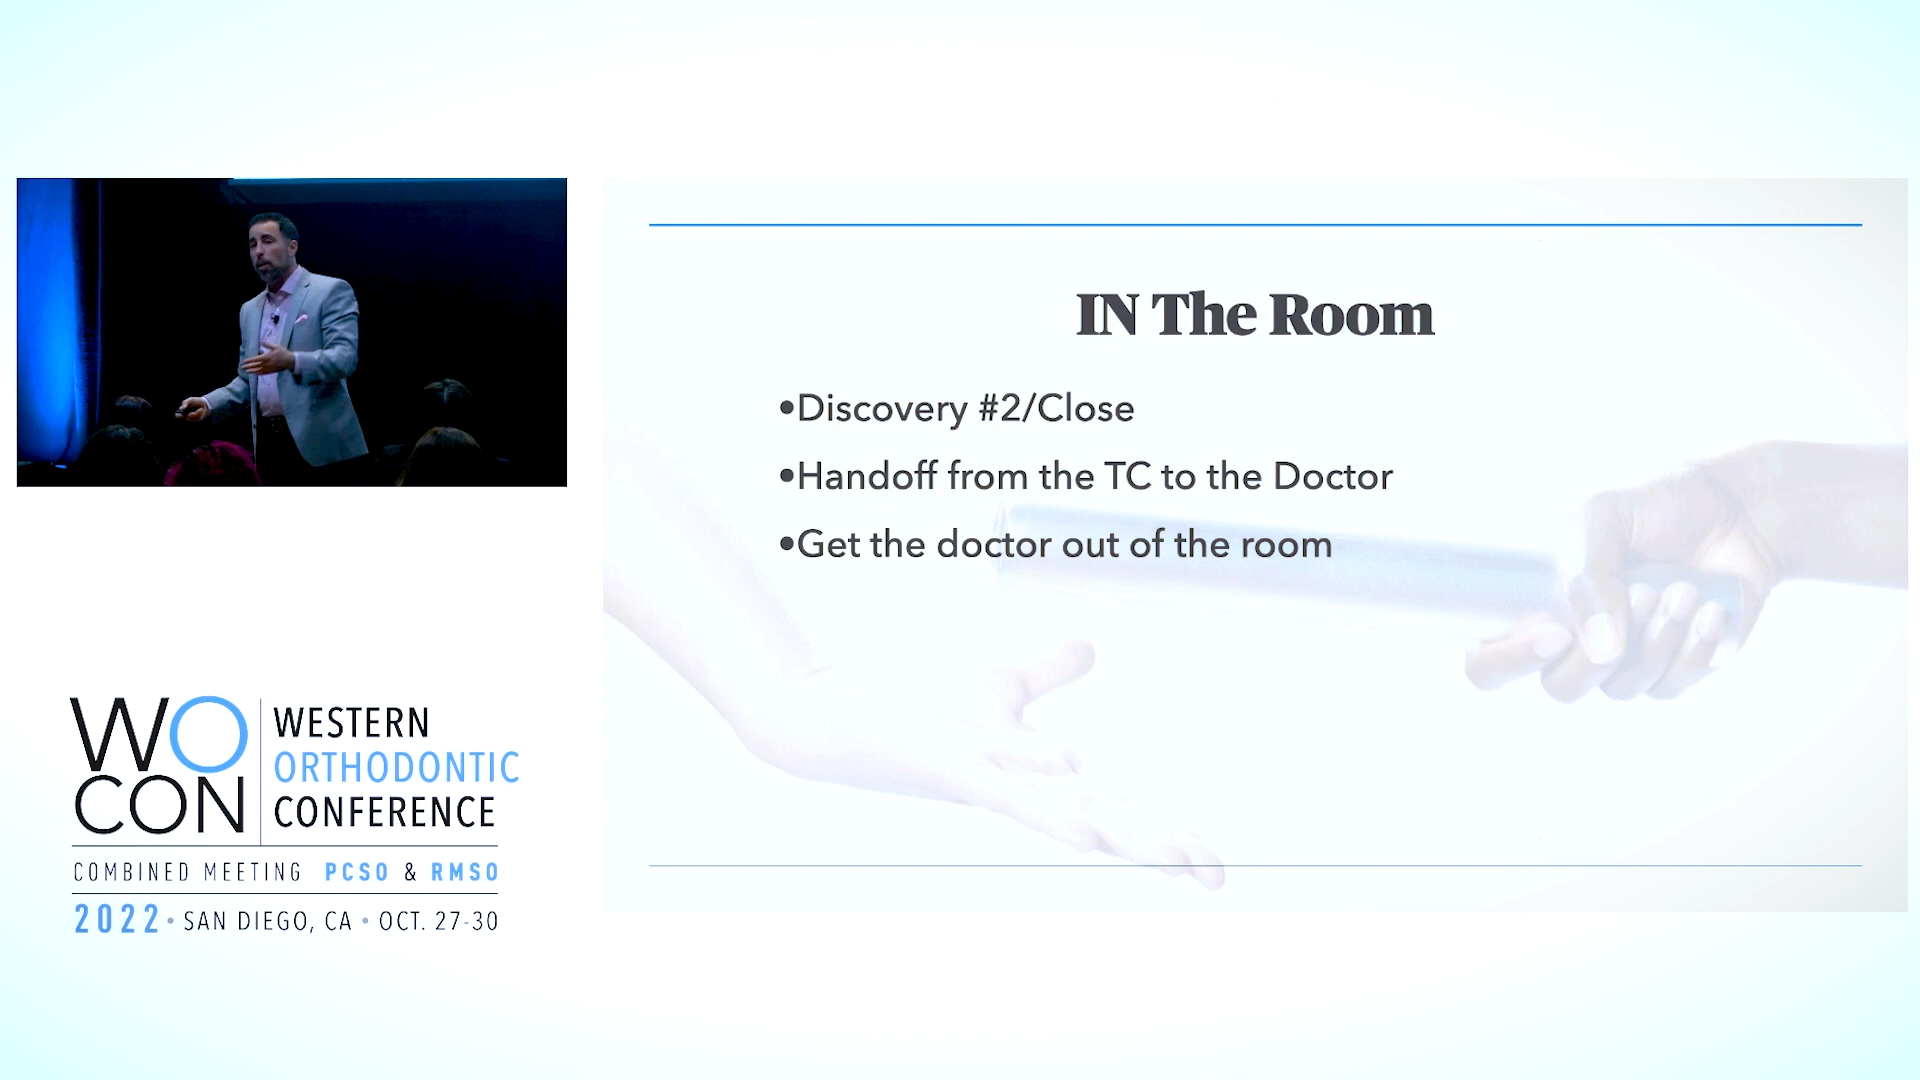 IN The Room
•Discovery #2/Close
•Handoff from the TC to the Doctor
•Get the doctor out of the room
WO
CON
WESTERN
ORTHODONTIC
CONFERENCE
COMBINED MEETING PCSO & RMSO
2022 • SAN DIEGO, CA • OCT. 27-30